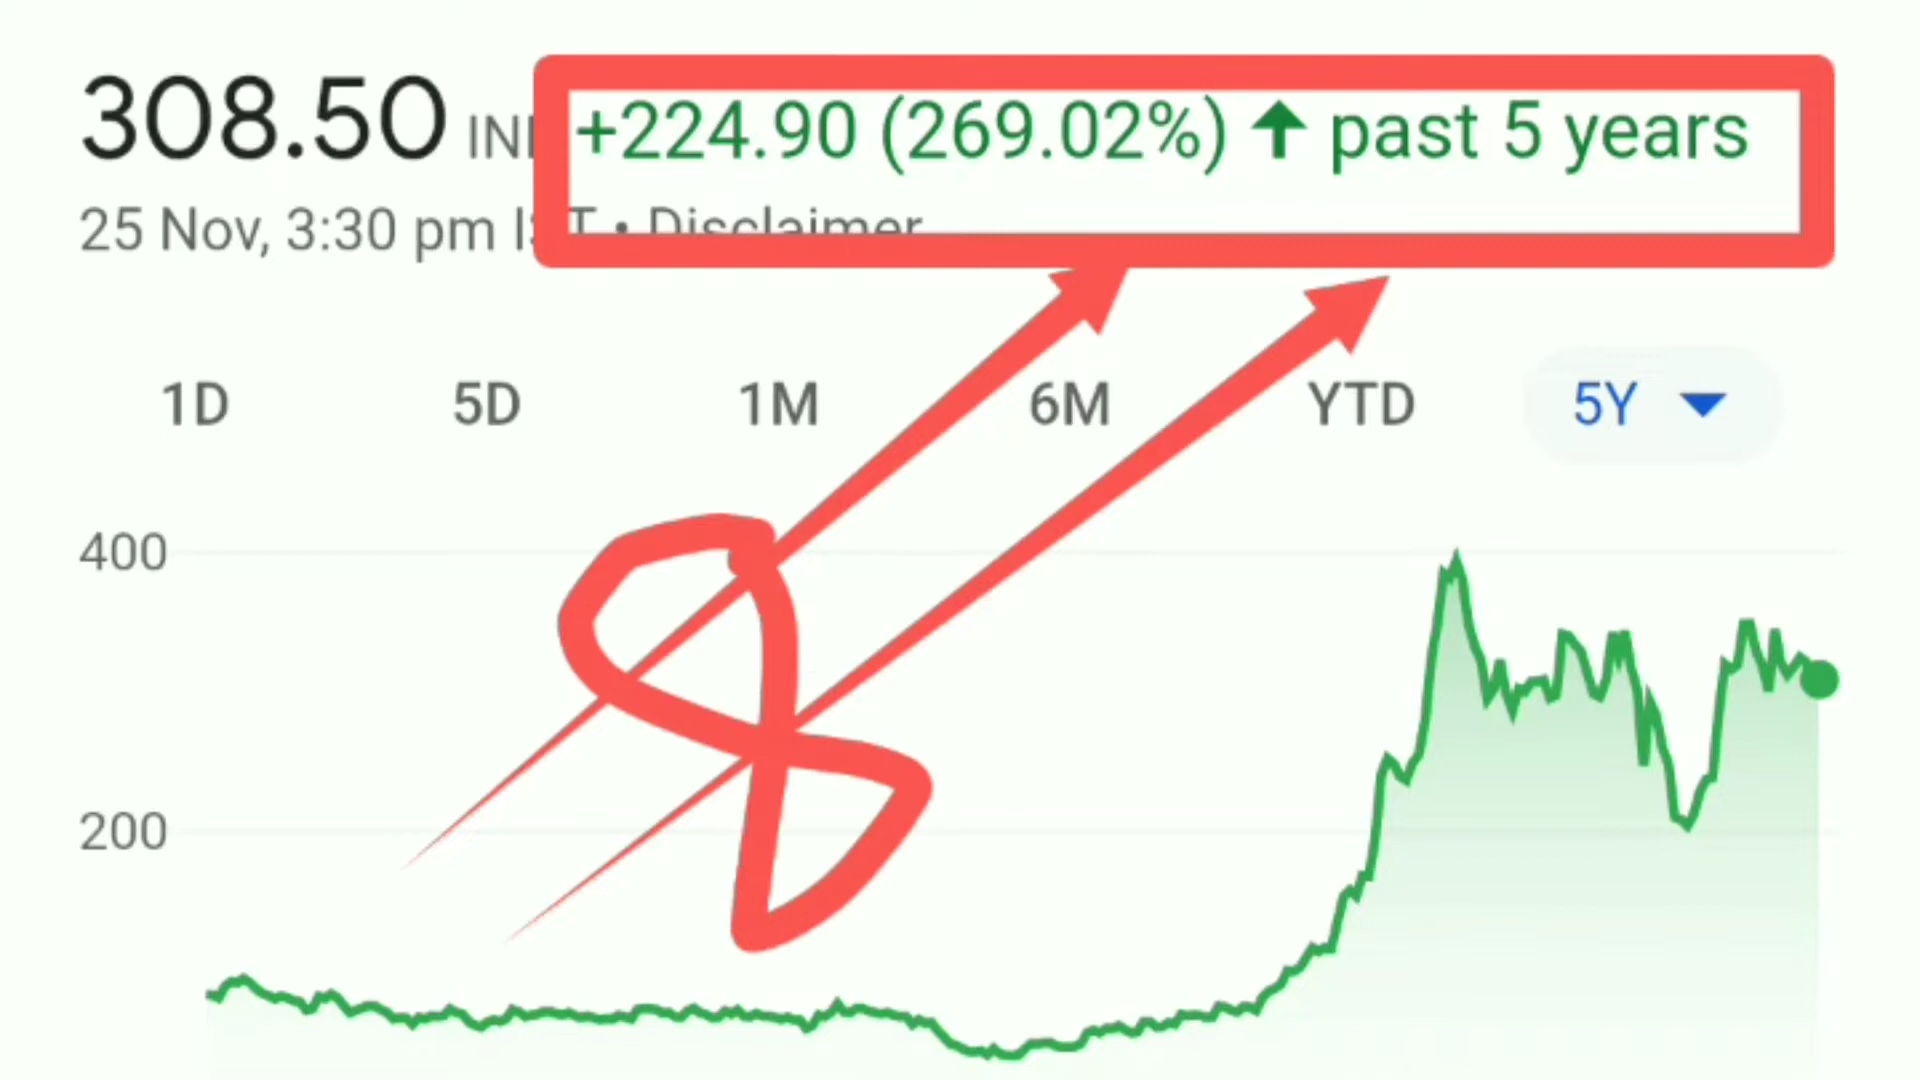 308.50 +224.90 (269.02%) ↑ past 5 years
25 Nov, 3:30 pm • Disclaimer
1D 5D 1M 6M YTD 5Y
400
200
8